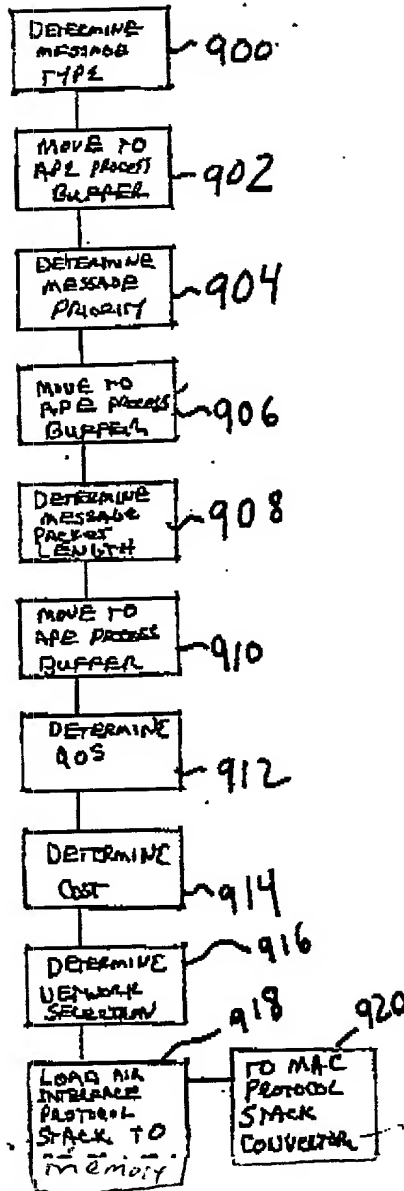 DETERMINE
MESSAGE
TYPE
900
MOVE TO
APE PROCESS
BUFFER
902
DETERMINE
MESSAGE
PRIORITY
904
MOVE TO
APE PROCESS
BUFFER
906
DETERMINE
MESSAGE
PACKET
LENGTH
908
MOVE TO
APE PROCESS
BUFFER
910
DETERMINE
QOS
912
DETERMINE
COST
914
DETERMINE
NETWORK
SELECTION
916
LOAD AIR
INTERFACE
PROTOCOL
STACK TO
memory
918
TO MAC
PROTOCOL
STACK
CONVERTOR
920